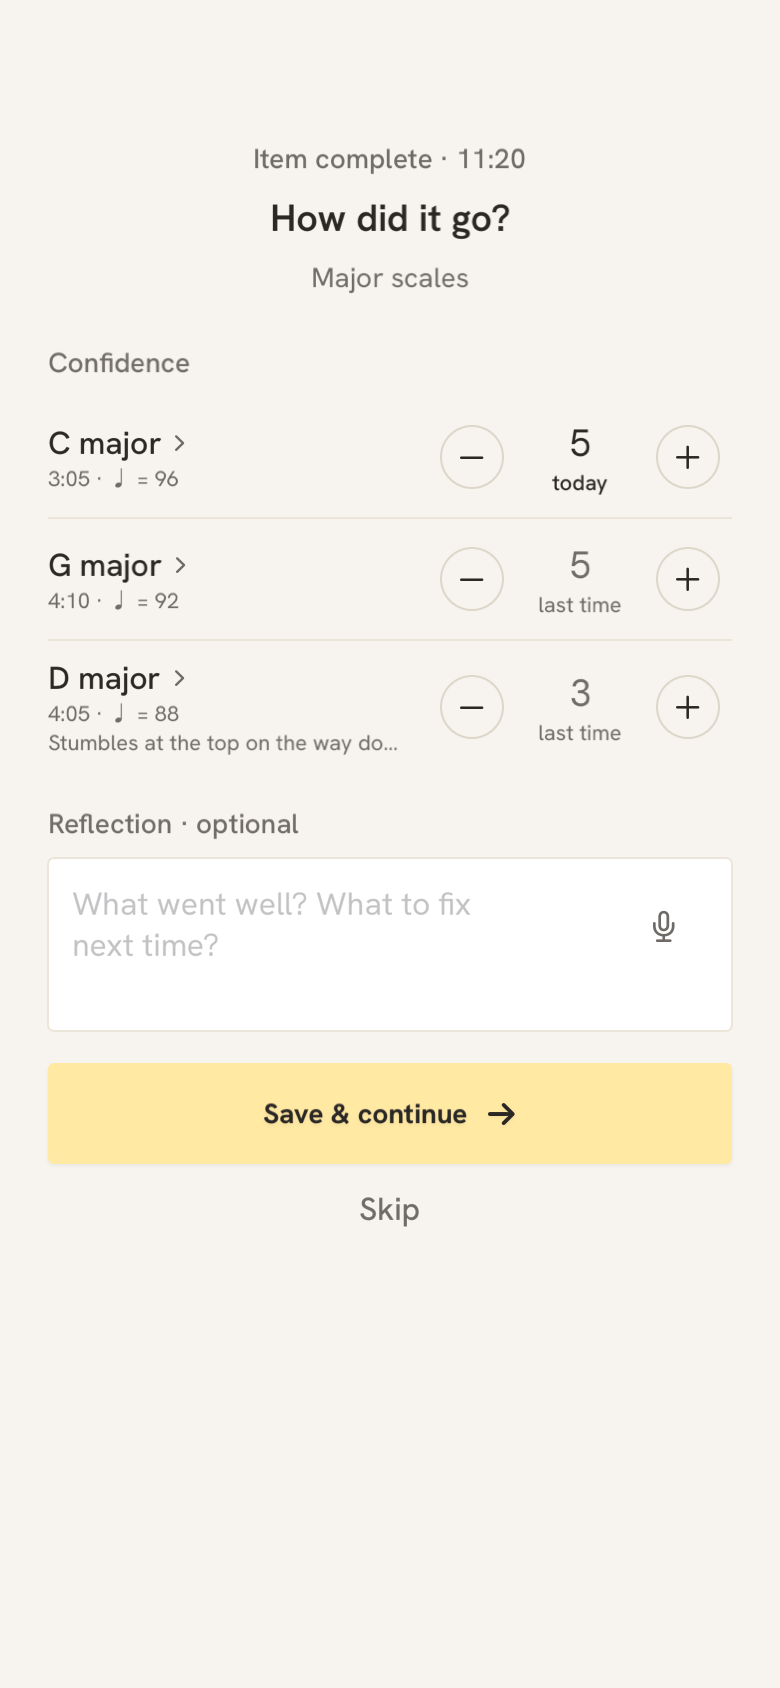 Item complete · 11:20
How did it go?
Major scales
Confidence
C major
3:05 · ♩ = 96
5
today
G major
4:10 · ♩ = 92
5
last time
D major
4:05 · ♩ = 88
Stumbles at the top on the way do...
3
last time
Reflection · optional
What went well? What to fix
next time?
Save & continue →
Skip